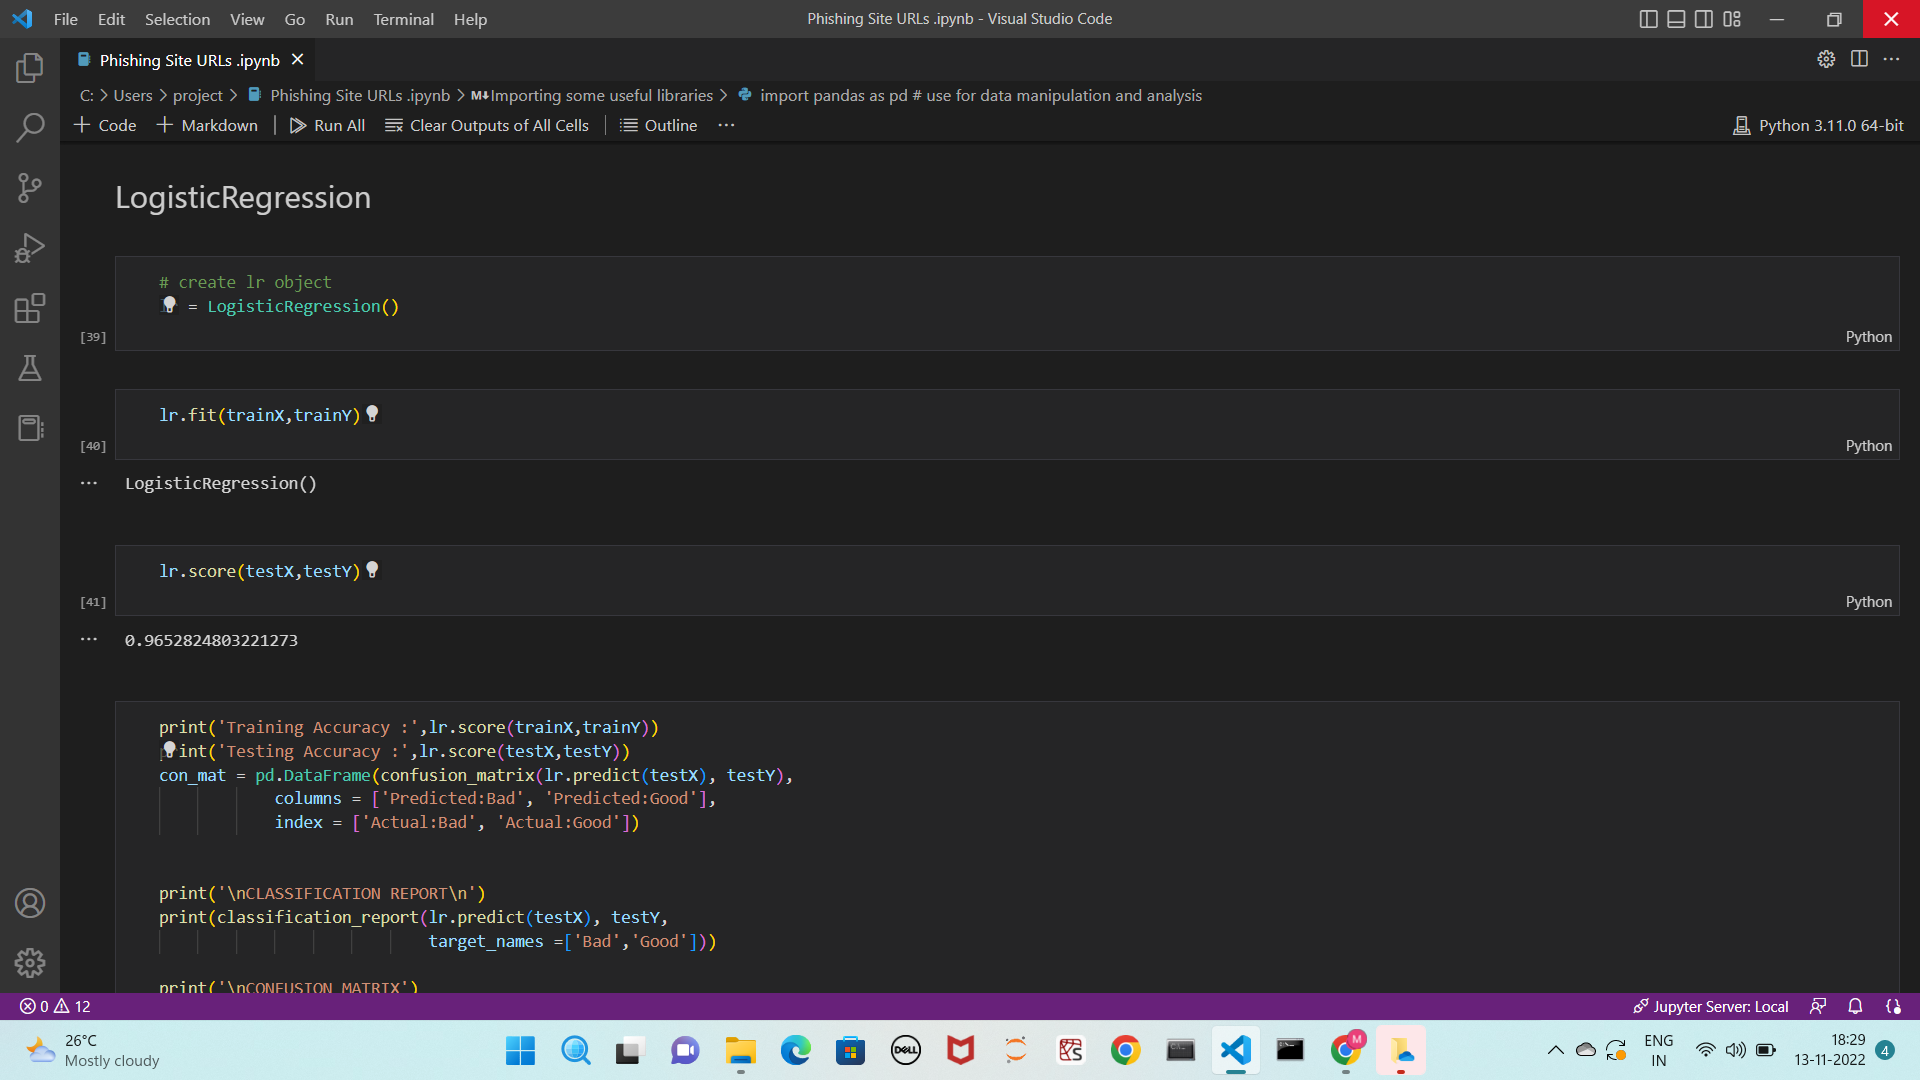 File Edit Selection View Go Run Terminal Help
Phishing Site URLs .ipynb - Visual Studio Code
Phishing Site URLs .ipynb
C: > Users > project > Phishing Site URLs .ipynb > M↓Importing some useful libraries > import pandas as pd # use for data manipulation and analysis
+ Code + Markdown | Run All Clear Outputs of All Cells | Outline ···
Python 3.11.0 64-bit
LogisticRegression
# create lr object
= LogisticRegression()
[39]
Python
lr.fit(trainX,trainY)
[40]
Python
··· LogisticRegression()
lr.score(testX,testY)
[41]
Python
··· 0.9652824803221273
print('Training Accuracy :',lr.score(trainX,trainY))
print('Testing Accuracy :',lr.score(testX,testY))
con_mat = pd.DataFrame(confusion_matrix(lr.predict(testX), testY),
columns = ['Predicted:Bad', 'Predicted:Good'],
index = ['Actual:Bad', 'Actual:Good'])
print('\nCLASSIFICATION REPORT\n')
print(classification_report(lr.predict(testX), testY,
target_names =['Bad','Good']))
print('\nCONFUSION MATRIX')
0 12
Jupyter Server: Local
26°C
Mostly cloudy
DELL
M
ENG
IN
18:29
13-11-2022
4